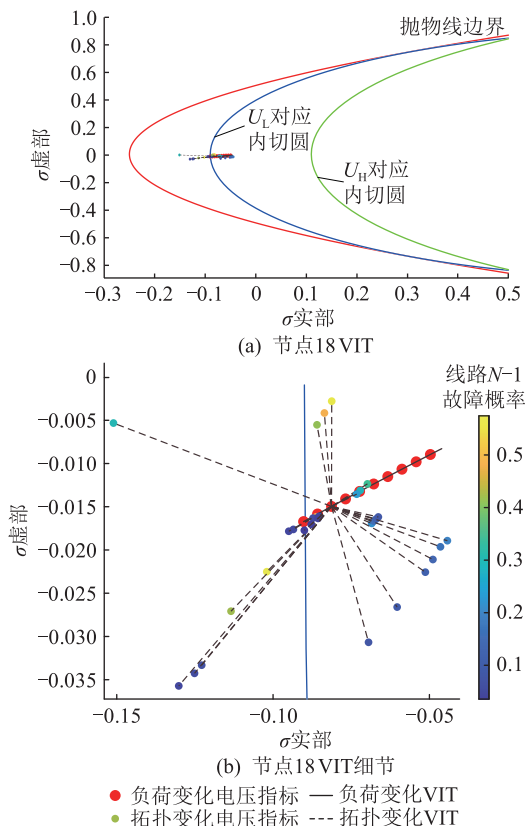 抛物线边界
1.0
0.8
0.6
0.4
0.2
0
−0.2
−0.4
−0.6
−0.8
σ虚部
U_L对应
内切圆
U_H对应
内切圆
−0.3 −0.2 −0.1 0 0.1 0.2 0.3 0.4 0.5
σ实部
(a) 节点18 VIT
线路N−1
故障概率
0
−0.005
−0.010
−0.015
−0.020
−0.025
−0.030
−0.035
σ虚部
0.5
0.4
0.3
0.2
0.1
−0.15 −0.10 −0.05
σ实部
(b) 节点18 VIT细节
负荷变化电压指标 负荷变化VIT
拓扑变化电压指标 拓扑变化VIT